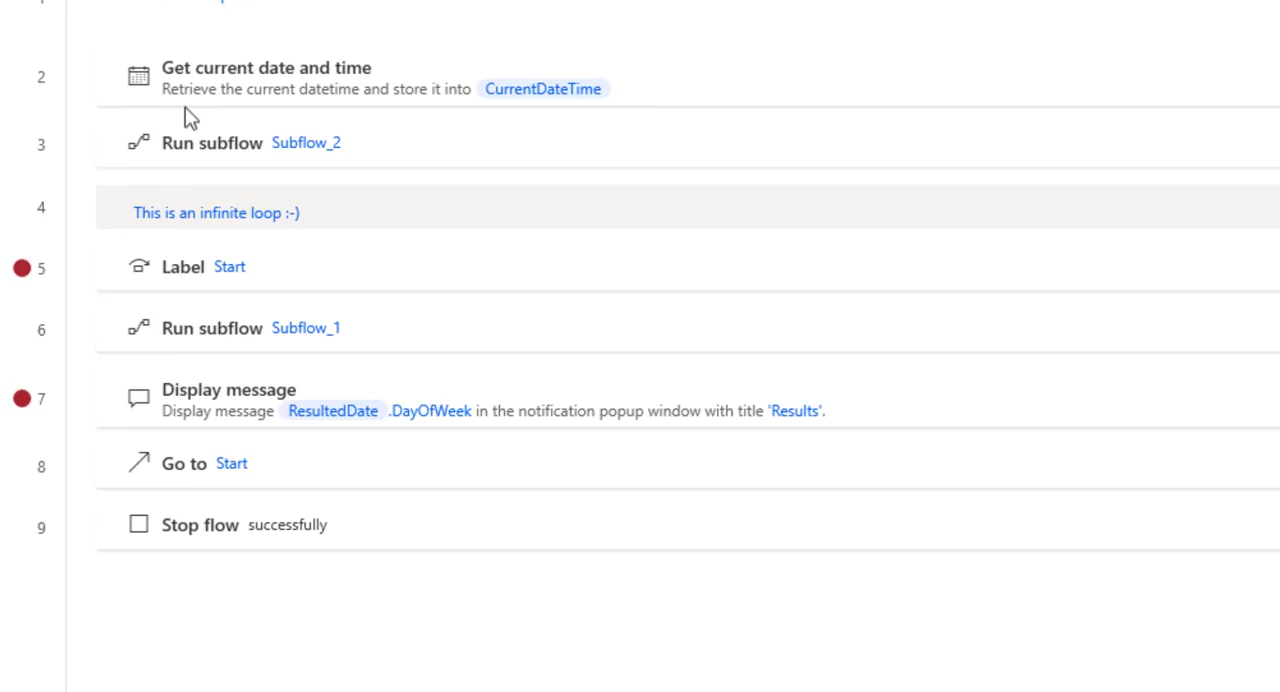 2
Get current date and time
Retrieve the current datetime and store it into CurrentDateTime
3
Run subflow Subflow_2
4
This is an infinite loop :-)
5
Label Start
6
Run subflow Subflow_1
7
Display message
Display message ResultedDate .DayOfWeek in the notification popup window with title 'Results'.
8
Go to Start
9
Stop flow successfully